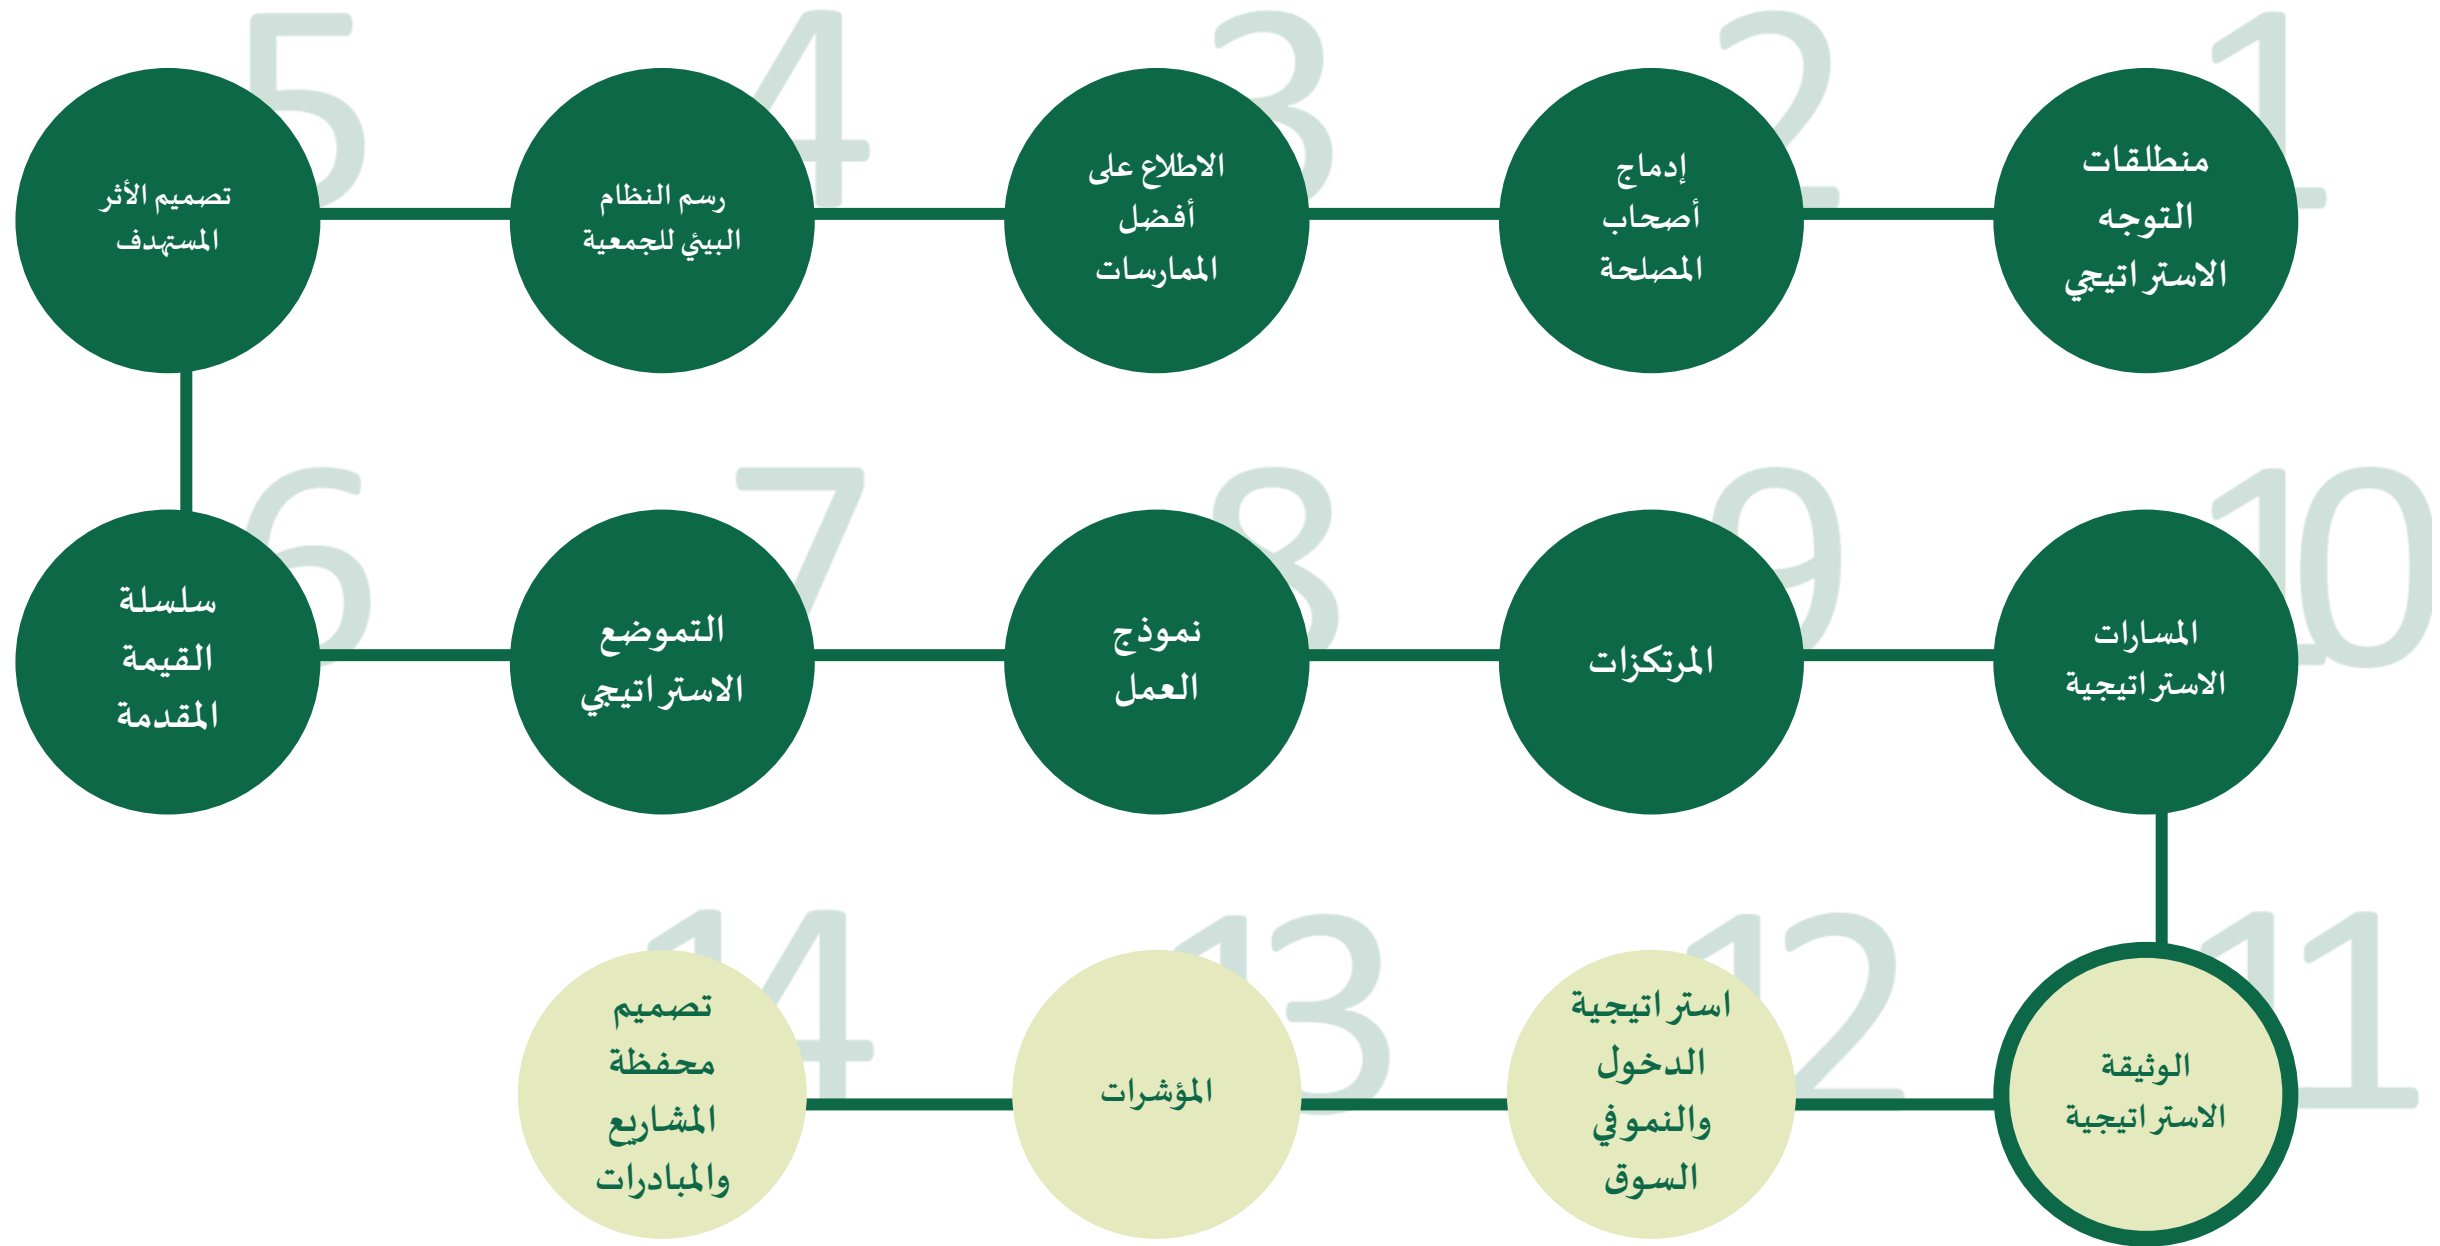 1
منطلقات
التوجه
الاستراتيجي
2
إدماج
أصحاب
المصلحة
3
الاطلاع على
أفضل
الممارسات
4
رسم النظام
البيئي للجمعية
5
تصميم الأثر
المستهدف
6
سلسلة
القيمة
المقدمة
7
التموضع
الاستراتيجي
8
نموذج
العمل
9
المرتكزات
10
المسارات
الاستراتيجية
11
الوثيقة
الاستراتيجية
12
استراتيجية
الدخول
والنمو في
السوق
13
المؤشرات
14
تصميم
محفظة
المشاريع
والمبادرات